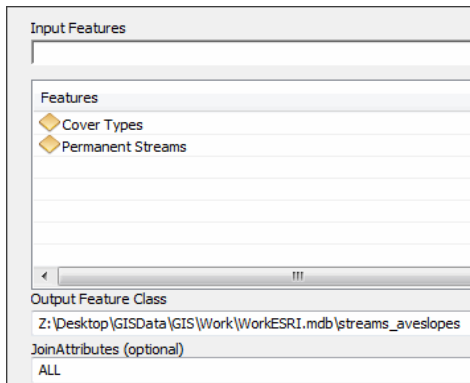 Input Features
Features
Cover Types
Permanent Streams
Output Feature Class
Z:\Desktop\GISData\GIS\Work\WorkESRI.mdb\streams_aveslopes
JoinAttributes (optional)
ALL